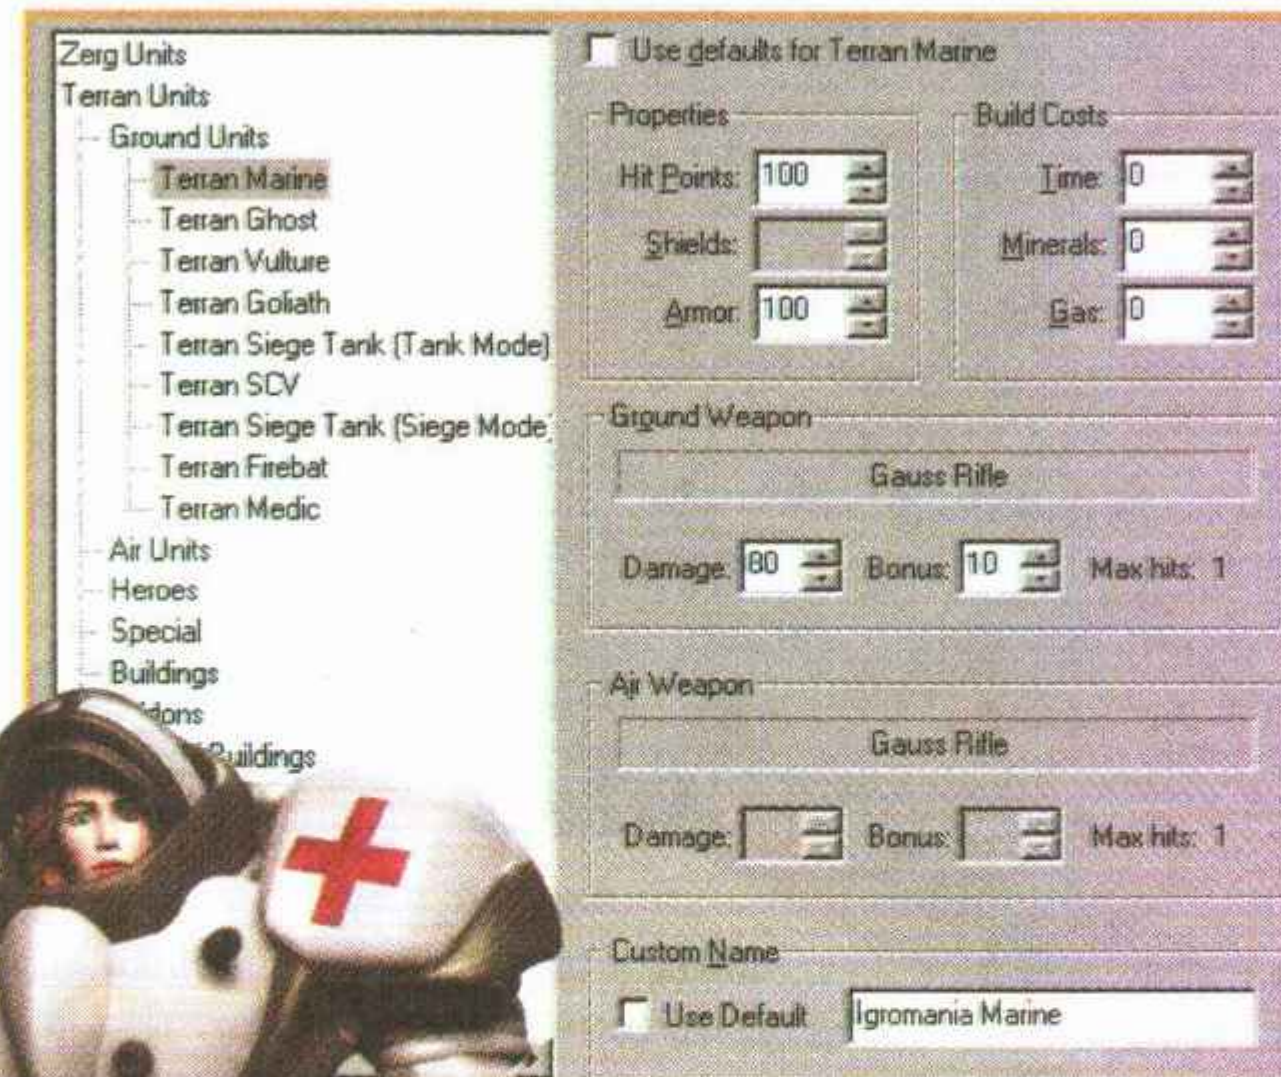 Zerg Units
Terran Units
Ground Units
Terran Marine
Terran Ghost
Terran Vulture
Terran Goliath
Terran Siege Tank (Tank Mode)
Terran SCV
Terran Siege Tank (Siege Mode
Terran Firebat
Terran Medic
Air Units
Heroes
Special
Buildings
Buildings
Use defaults for Terran Marine
Properties
Hit Points: 100
Shields:
Armor: 100
Build Costs
Time: 0
Minerals: 0
Gas: 0
Ground Weapon
Gauss Rifle
Damage: 80 Bonus: 10 Max hits: 1
Air Weapon
Gauss Rifle
Damage: Bonus: Max hits: 1
Custom Name
Use Default Igromania Marine